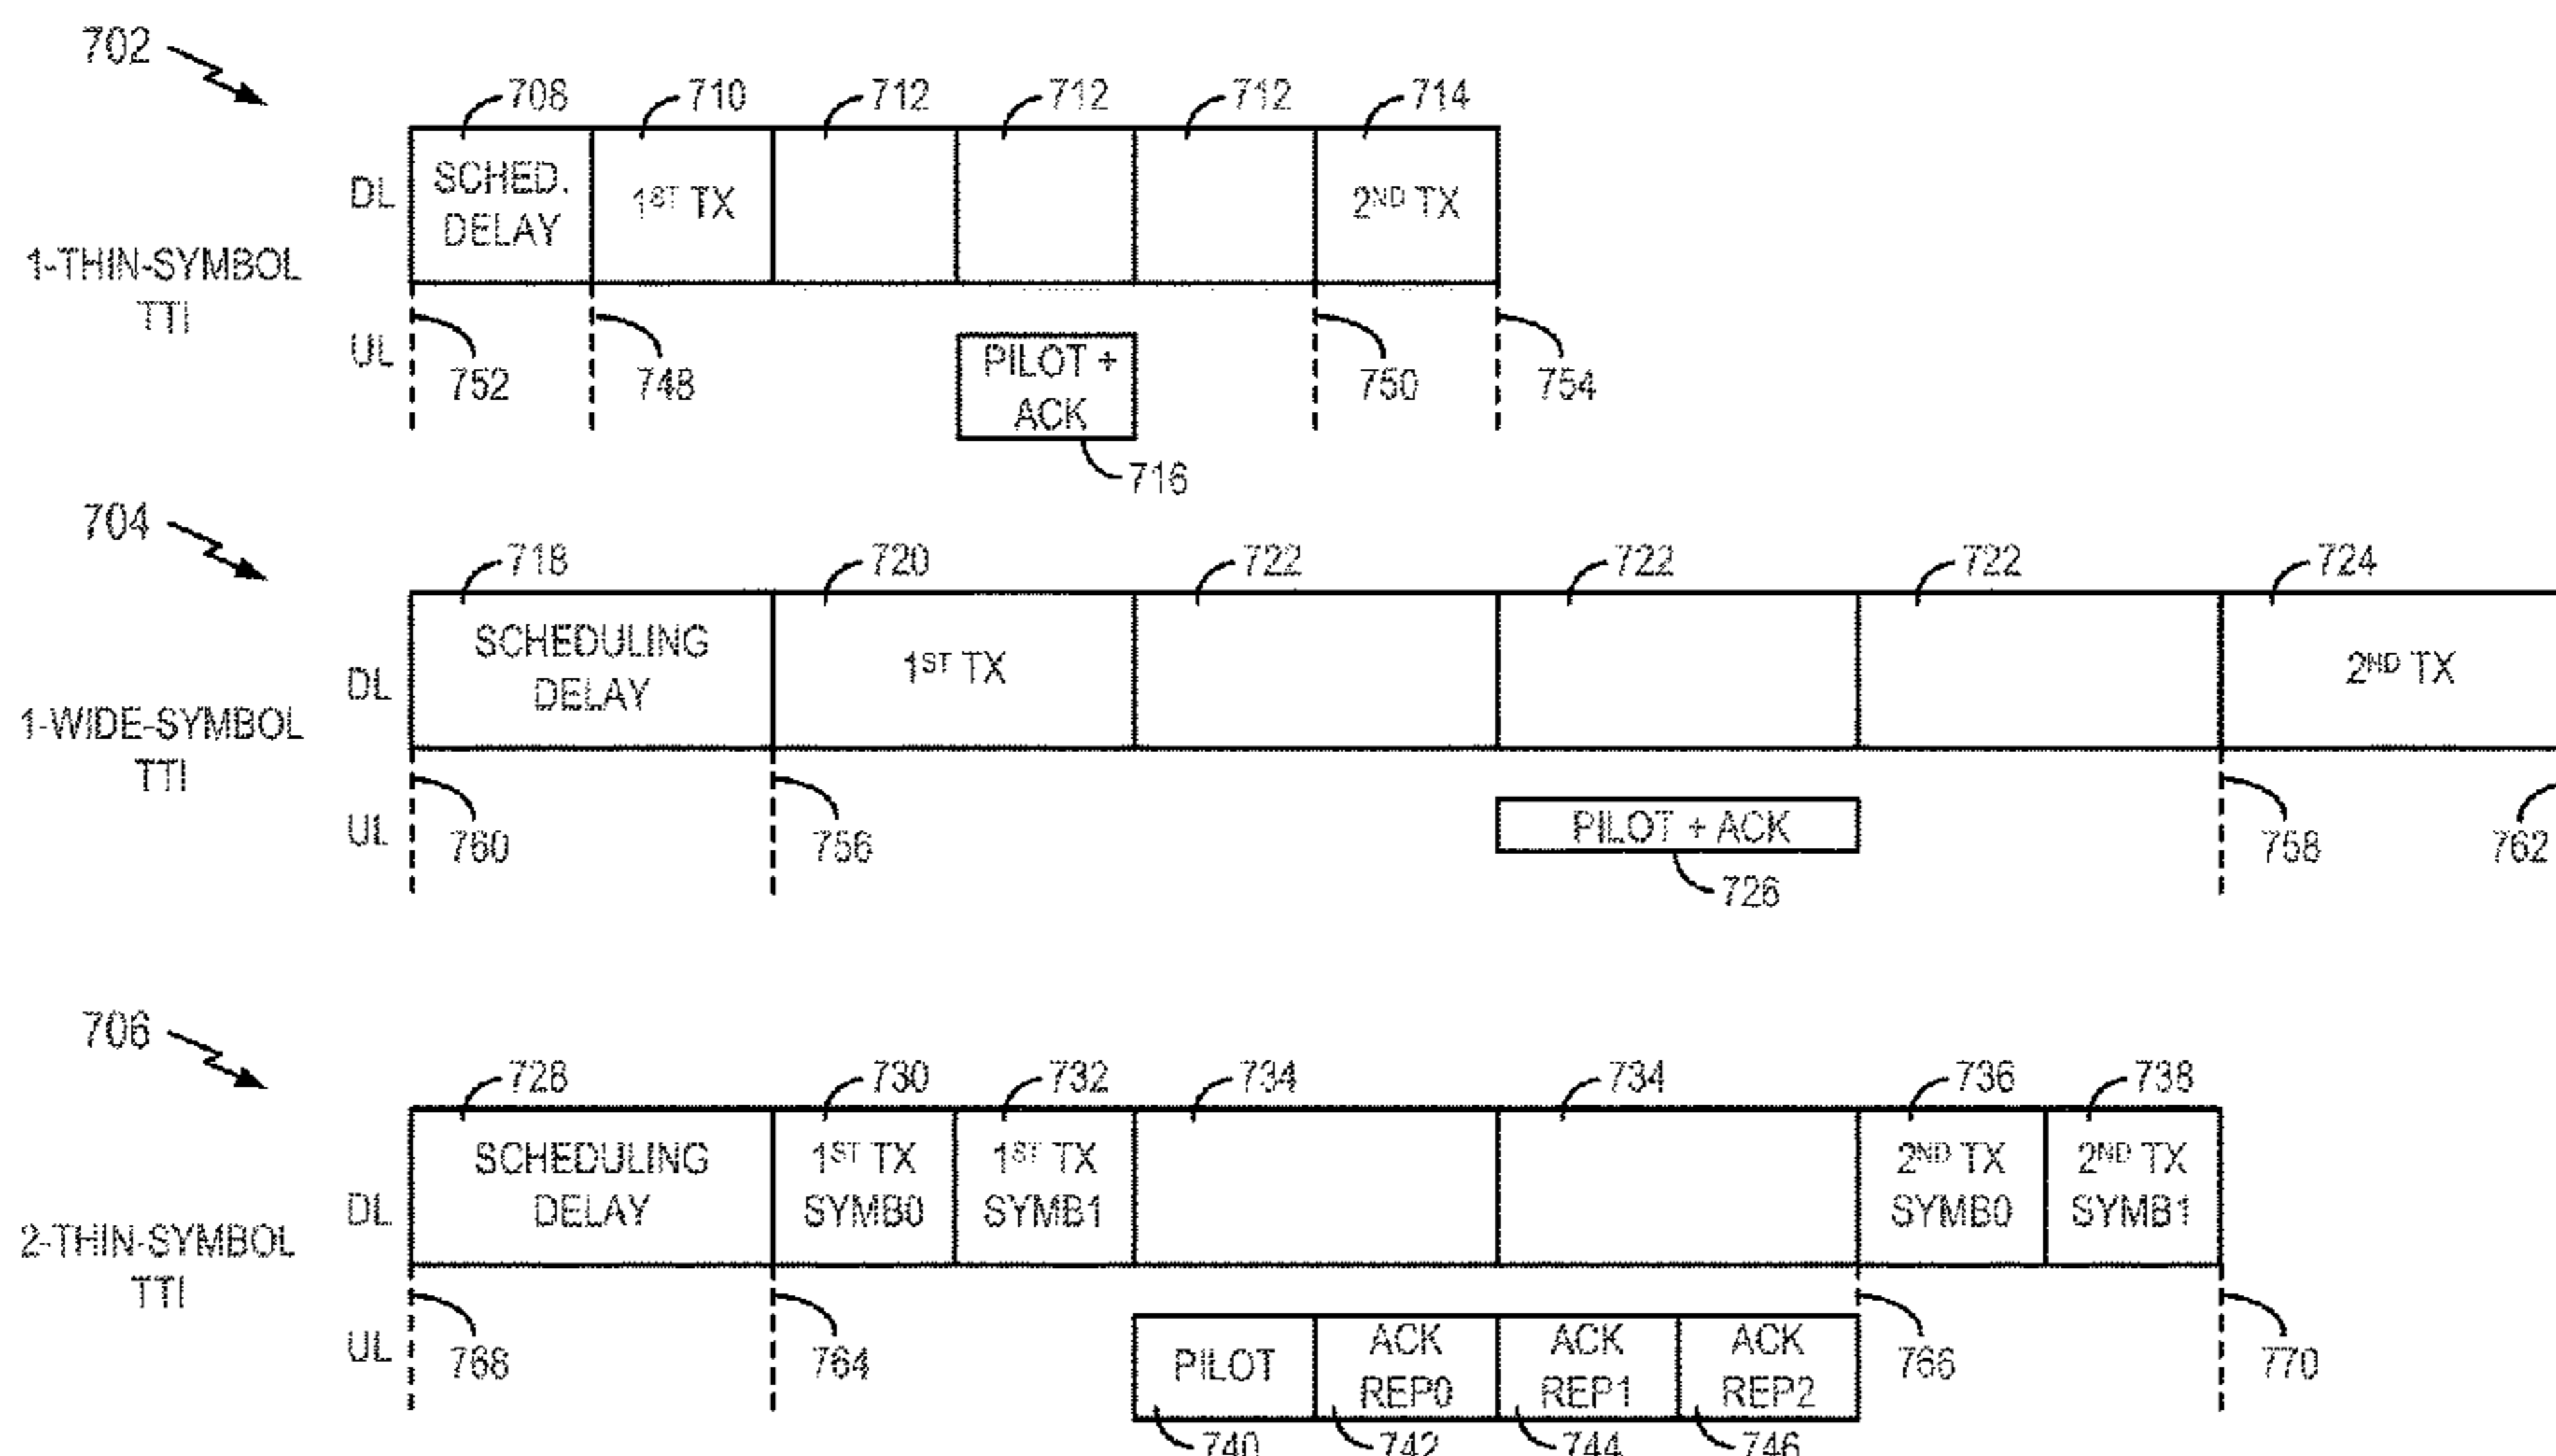 702
708 710 712 712 712 714
DL
SCHED.
DELAY
1ST TX
2ND TX
1-THIN-SYMBOL
TTI
UL
752
748
PILOT +
ACK
750
754
716
704
718 720 722 722 722 724
DL
SCHEDULING
DELAY
1ST TX
2ND TX
1-WIDE-SYMBOL
TTI
UL
760
756
PILOT + ACK
758
762
726
706
728 730 732 734 734 736 738
DL
SCHEDULING
DELAY
1ST TX
SYMB0
1ST TX
SYMB1
2ND TX
SYMB0
2ND TX
SYMB1
2-THIN-SYMBOL
TTI
UL
768
764
PILOT
ACK
REP0
ACK
REP1
ACK
REP2
766
770
740 742 744 746